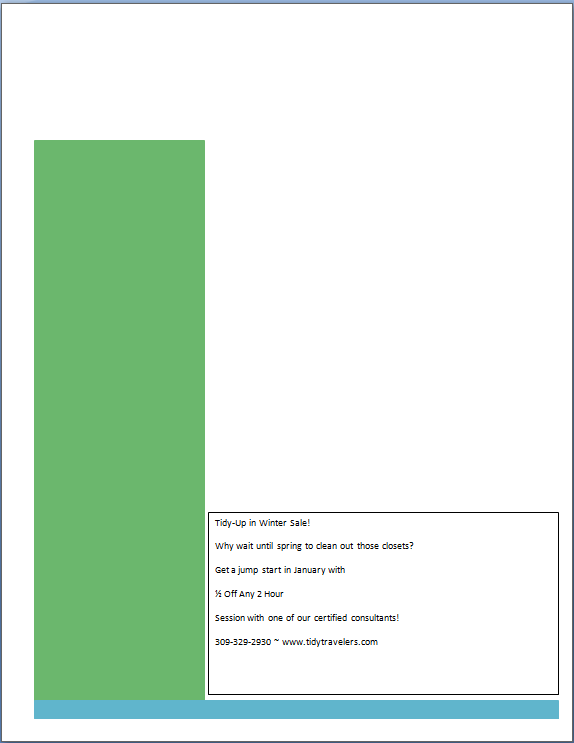 Tidy-Up in Winter Sale!
Why wait until spring to clean out those closets?
Get a jump start in January with
½ Off Any 2 Hour
Session with one of our certified consultants!
309-329-2930 ~ www.tidytravelers.com